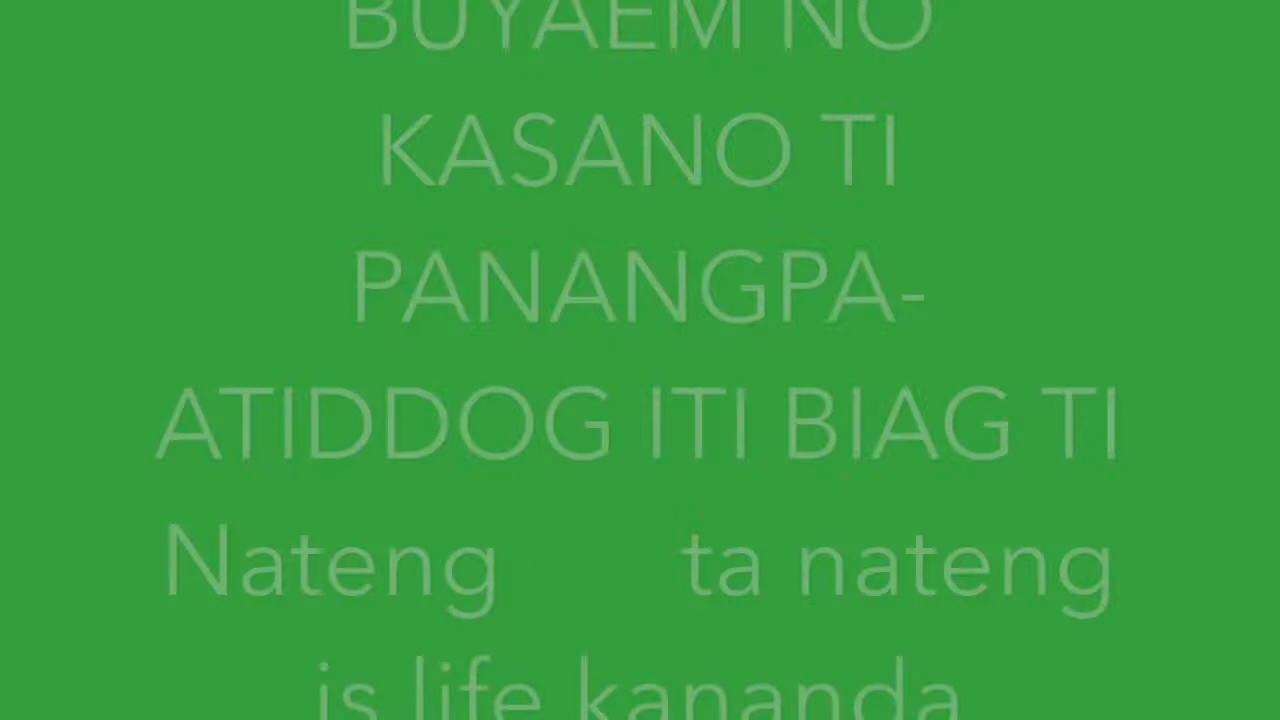 BUYAEM NO
KASANO TI
PANANGPA-
ATIDDOG ITI BIAG TI
Nateng ta nateng
is life kananda